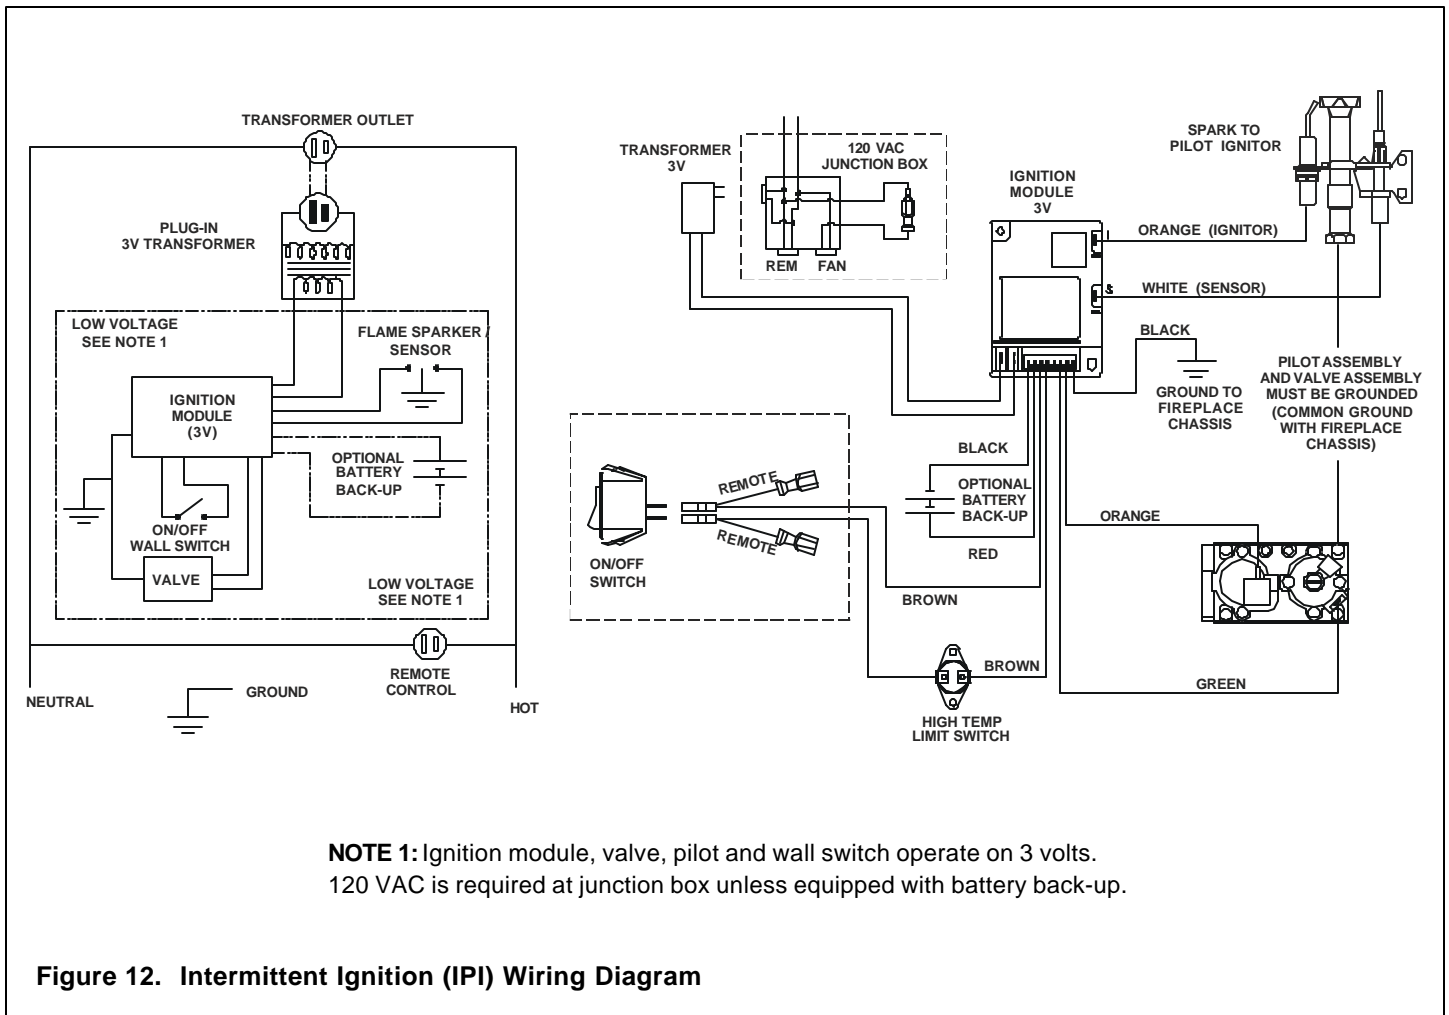 TRANSFORMER OUTLET
PLUG-IN
3V TRANSFORMER
LOW VOLTAGE
SEE NOTE 1
FLAME SPARKER /
SENSOR
IGNITION
MODULE
(3V)
OPTIONAL
BATTERY
BACK-UP
ON/OFF
WALL SWITCH
VALVE
LOW VOLTAGE
SEE NOTE 1
REMOTE
CONTROL
NEUTRAL
GROUND
HOT
TRANSFORMER
3V
120 VAC
JUNCTION BOX
REM
FAN
IGNITION
MODULE
3V
SPARK TO
PILOT IGNITOR
ORANGE (IGNITOR)
WHITE (SENSOR)
BLACK
GROUND TO
FIREPLACE
CHASSIS
PILOT ASSEMBLY
AND VALVE ASSEMBLY
MUST BE GROUNDED
(COMMON GROUND
WITH FIREPLACE
CHASSIS)
ON/OFF
SWITCH
REMOTE
REMOTE
BLACK
OPTIONAL
BATTERY
BACK-UP
RED
ORANGE
BROWN
BROWN
GREEN
HIGH TEMP
LIMIT SWITCH
NOTE 1: Ignition module, valve, pilot and wall switch operate on 3 volts.
120 VAC is required at junction box unless equipped with battery back-up.
Figure 12. Intermittent Ignition (IPI) Wiring Diagram